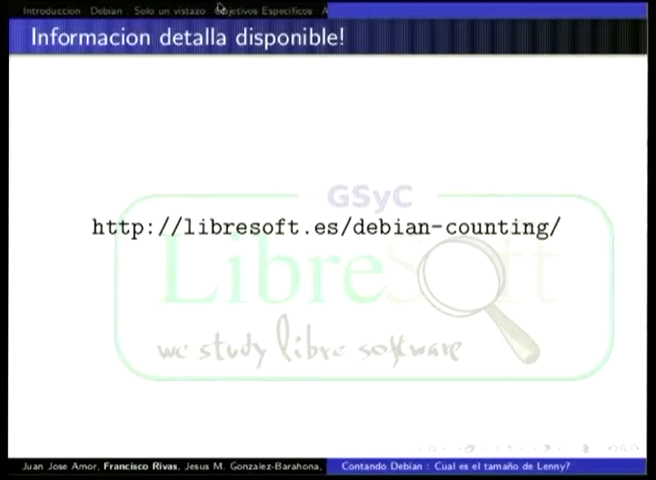 Introduccion Debian Solo un vistazo Objetivos Especificos A
Informacion detalla disponible!
GSyC
http://libresoft.es/debian-counting/
LibreSoft
we study libre software
Juan Jose Amor, Francisco Rivas, Jesus M. Gonzalez-Barahona,
Contando Debian : Cual es el tamaño de Lenny?